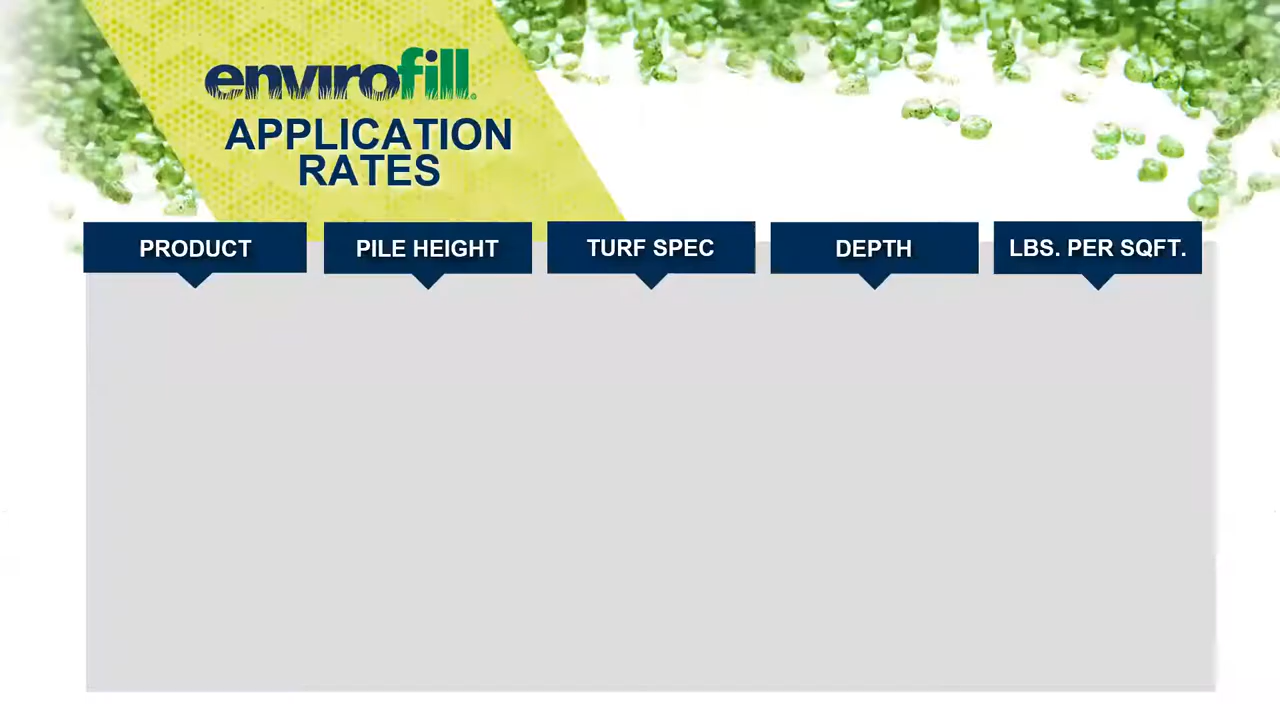 envirofill
APPLICATION
RATES
PRODUCT
PILE HEIGHT
TURF SPEC
DEPTH
LBS. PER SQFT.